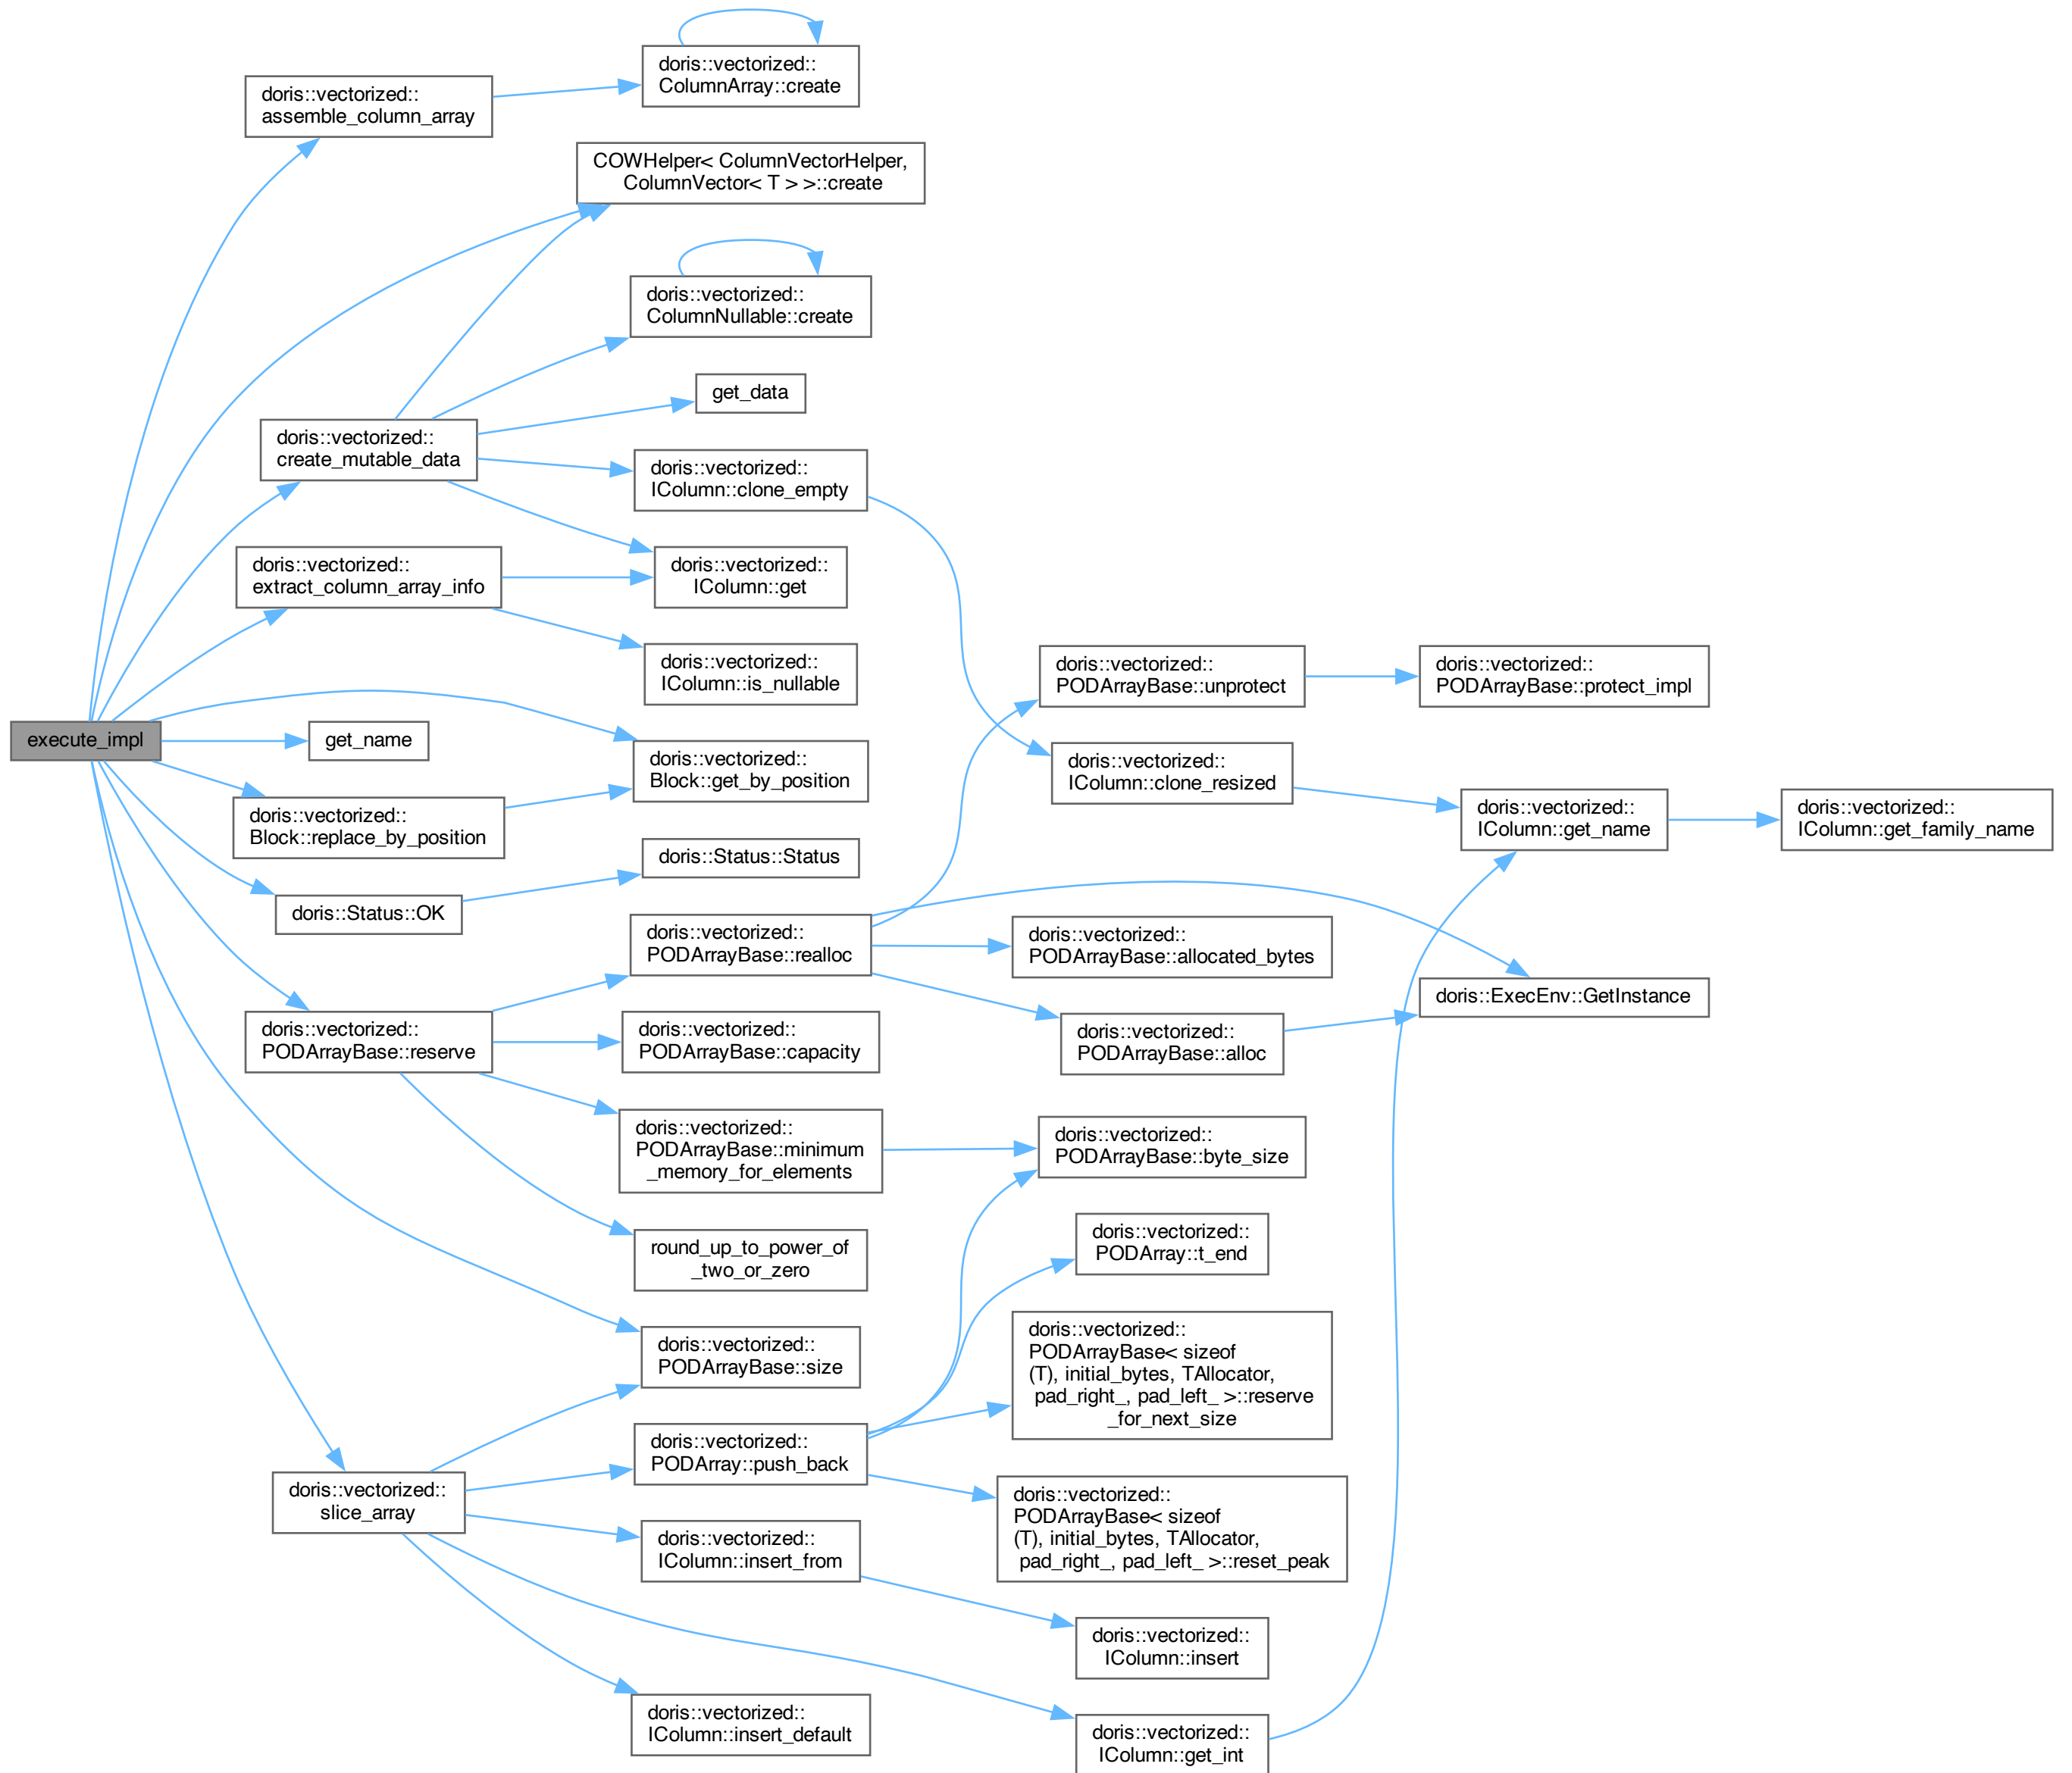 doris::vectorized::
ColumnArray::create
doris::vectorized::
assemble_column_array
COWHelper< ColumnVectorHelper,
ColumnVector< T > >::create
doris::vectorized::
ColumnNullable::create
get_data
doris::vectorized::
create_mutable_data
doris::vectorized::
IColumn::clone_empty
doris::vectorized::
extract_column_array_info
doris::vectorized::
IColumn::get
doris::vectorized::
IColumn::is_nullable
doris::vectorized::
PODArrayBase::unprotect
doris::vectorized::
PODArrayBase::protect_impl
execute_impl
get_name
doris::vectorized::
Block::get_by_position
doris::vectorized::
IColumn::clone_resized
doris::vectorized::
Block::replace_by_position
doris::vectorized::
IColumn::get_name
doris::vectorized::
IColumn::get_family_name
doris::Status::Status
doris::Status::OK
doris::vectorized::
PODArrayBase::realloc
doris::vectorized::
PODArrayBase::allocated_bytes
doris::ExecEnv::GetInstance
doris::vectorized::
PODArrayBase::reserve
doris::vectorized::
PODArrayBase::capacity
doris::vectorized::
PODArrayBase::alloc
doris::vectorized::
PODArrayBase::minimum
_memory_for_elements
doris::vectorized::
PODArrayBase::byte_size
round_up_to_power_of
_two_or_zero
doris::vectorized::
PODArray::t_end
doris::vectorized::
PODArrayBase::size
doris::vectorized::
PODArrayBase< sizeof
(T), initial_bytes, TAllocator,
pad_right_, pad_left_ >::reserve
_for_next_size
doris::vectorized::
PODArray::push_back
doris::vectorized::
slice_array
doris::vectorized::
PODArrayBase< sizeof
(T), initial_bytes, TAllocator,
pad_right_, pad_left_ >::reset_peak
doris::vectorized::
IColumn::insert_from
doris::vectorized::
IColumn::insert
doris::vectorized::
IColumn::insert_default
doris::vectorized::
IColumn::get_int